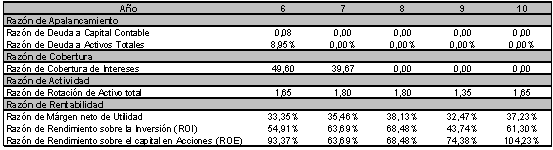 Año 6 7 8 9 10
Razón de Apalancamiento
Razón de Deuda a Capital Contable 0,08 0,00 0,00 0,00 0,00
Razón de Deuda a Activos Totales 8,95% 0,00% 0,00% 0,00% 0,00%
Razón de Cobertura
Razón de Cobertura de Intereses 49,60 39,67 0,00 0,00 0,00
Razón de Actividad
Razón de Rotación de Activo total 1,65 1,80 1,80 1,35 1,65
Razón de Rentabilidad
Razón de Márgen neto de Utilidad 33,35% 35,46% 38,13% 32,47% 37,23%
Razón de Rendimiento sobre la Inversión (ROI) 54,91% 63,69% 68,48% 43,74% 61,30%
Razón de Rendimiento sobre el capital en Acciones (ROE) 93,37% 63,69% 68,48% 74,38% 104,23%